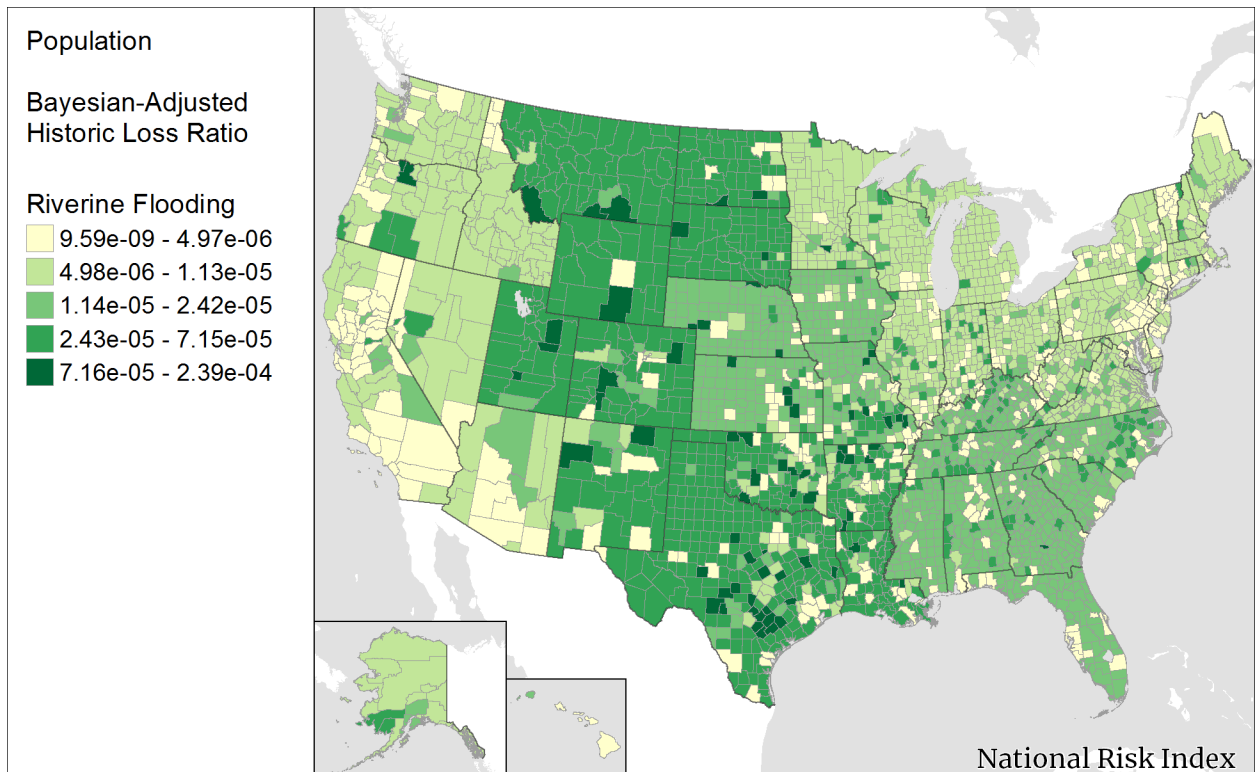 Population
Bayesian-Adjusted
Historic Loss Ratio
Riverine Flooding
9.59e-09 - 4.97e-06
4.98e-06 - 1.13e-05
1.14e-05 - 2.42e-05
2.43e-05 - 7.15e-05
7.16e-05 - 2.39e-04
National Risk Index